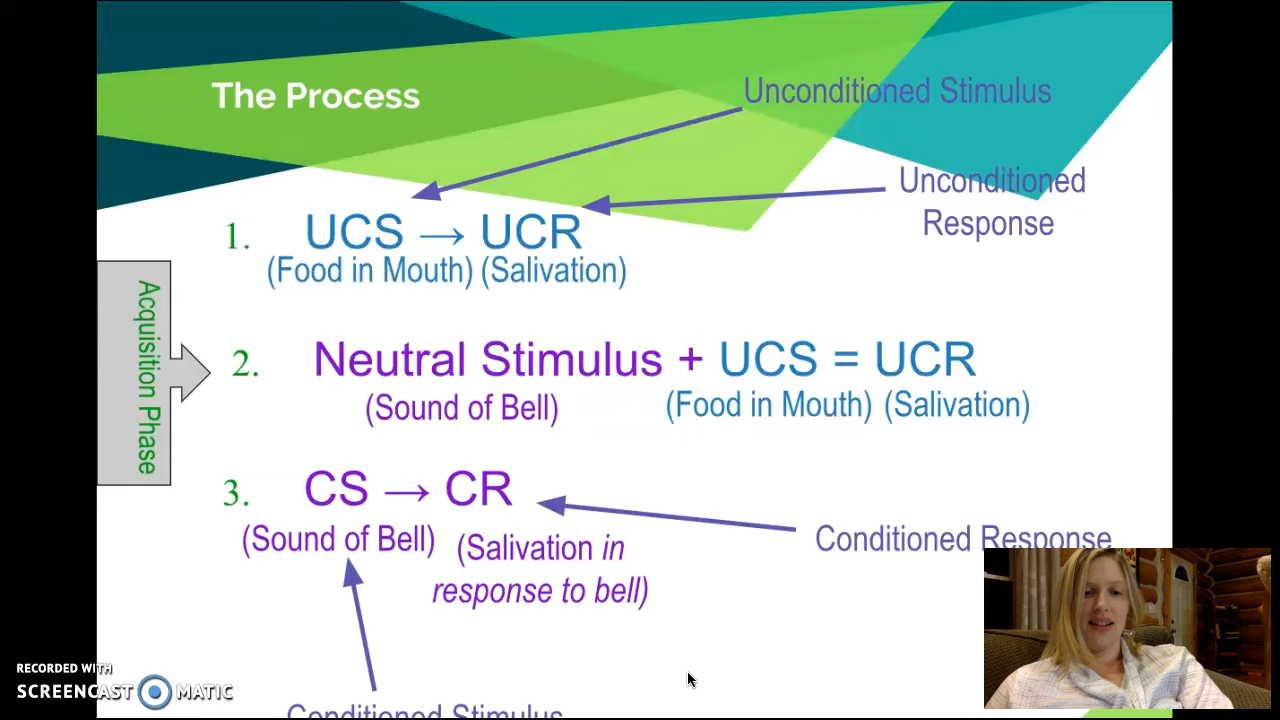 The Process
Unconditioned Stimulus
Unconditioned
Response
1. UCS → UCR
(Food in Mouth) (Salivation)
Acquisition Phase
2. Neutral Stimulus + UCS = UCR
(Sound of Bell) (Food in Mouth) (Salivation)
3. CS → CR
(Sound of Bell) (Salivation in
response to bell)
Conditioned Response
RECORDED WITH
SCREENCAST MATIC
Conditioned Stimulus